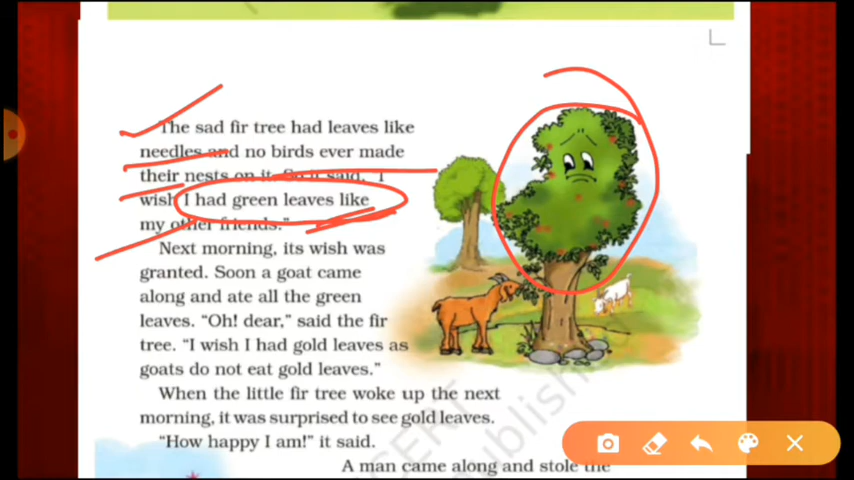 The sad fir tree had leaves like
needles and no birds ever made
their nests on it. So it said, "I
wish I had green leaves like
my other friends."
Next morning, its wish was
granted. Soon a goat came
along and ate all the green
leaves. "Oh! dear," said the fir
tree. "I wish I had gold leaves as
goats do not eat gold leaves."
When the little fir tree woke up the next
morning, it was surprised to see gold leaves.
"How happy I am!" it said.
A man came along and stole the